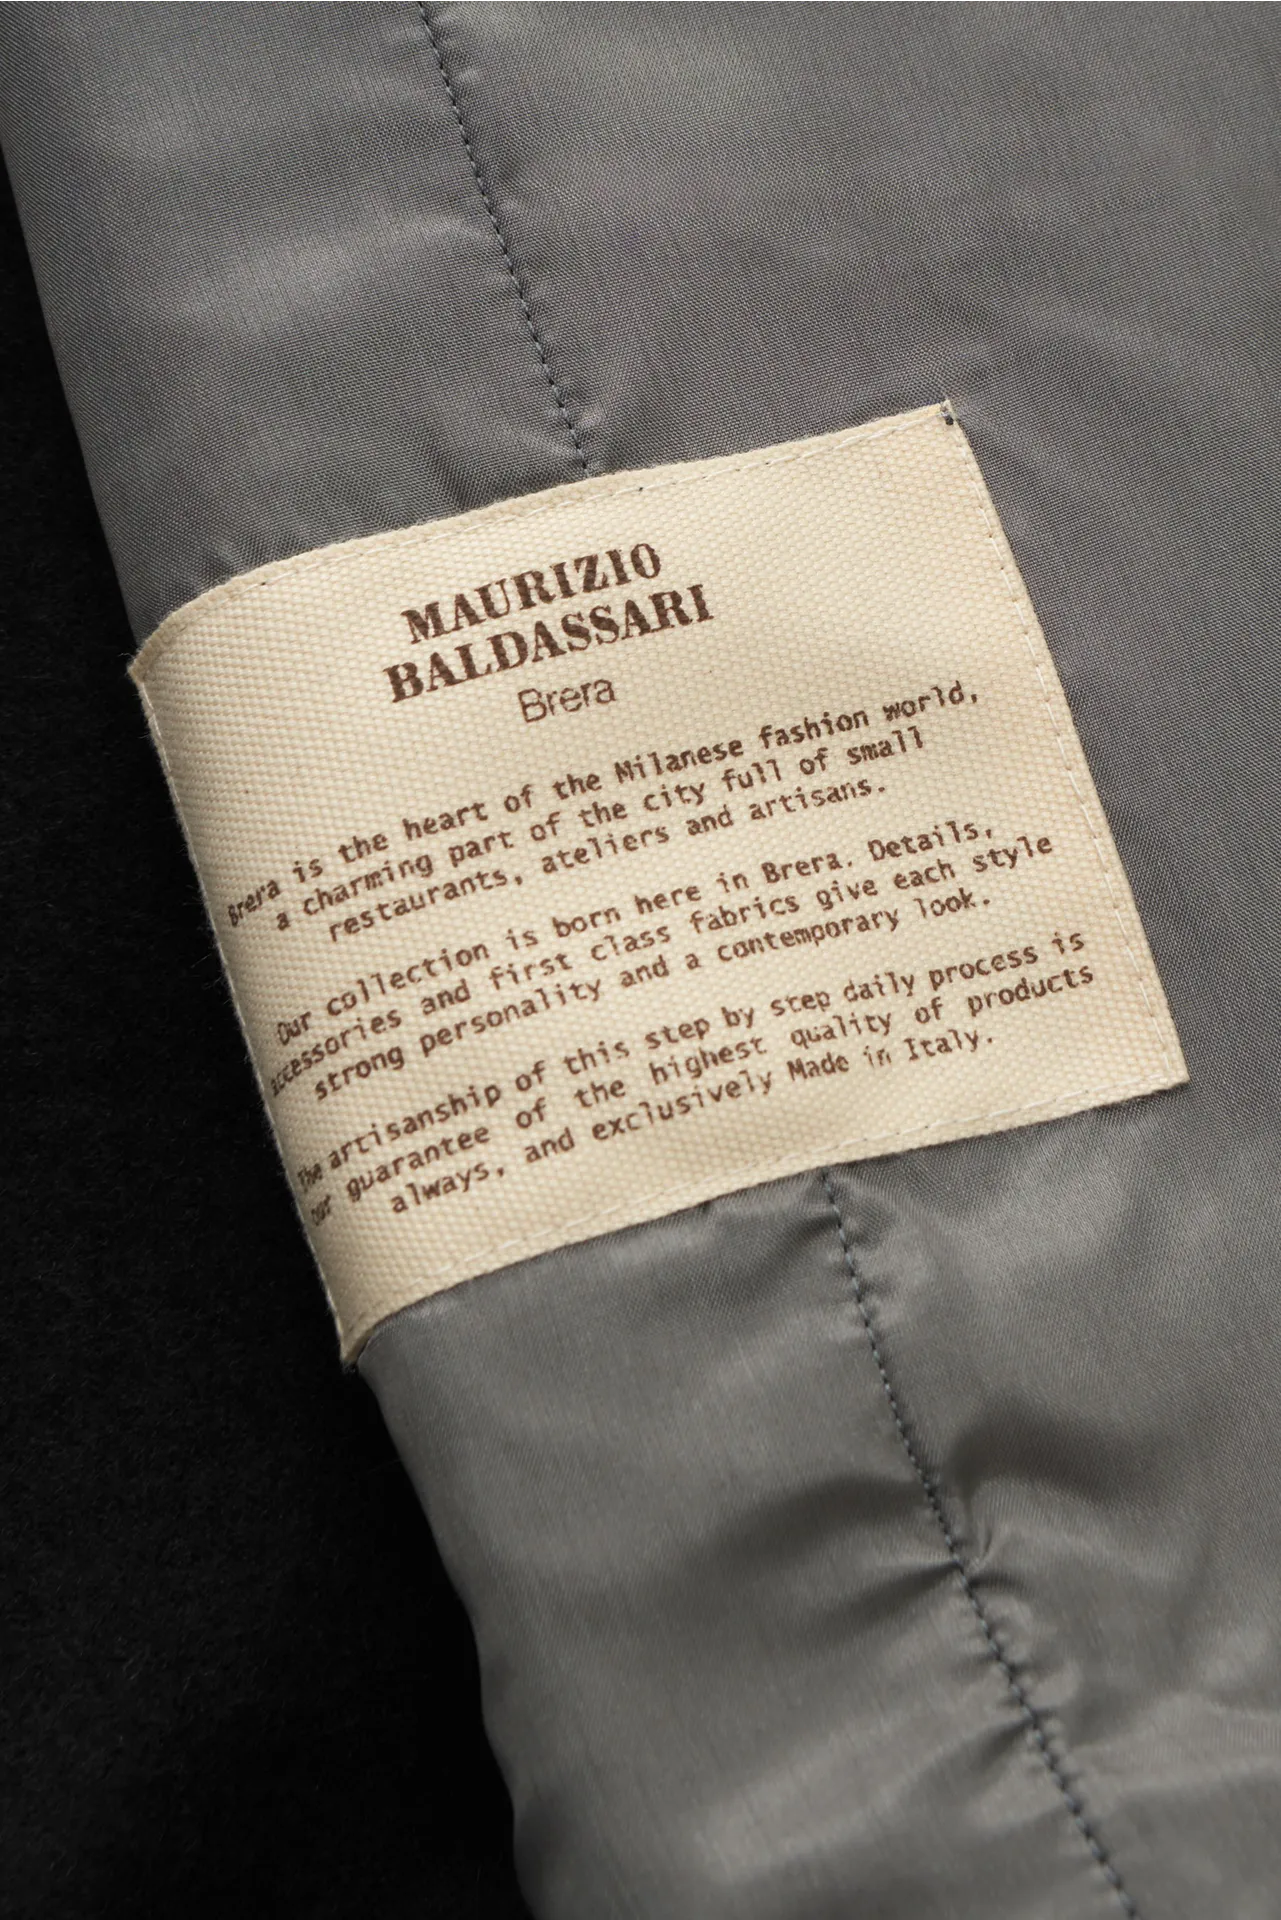 MAURIZIO
BALDASSARI
Brera
Brera is the heart of the Milanese fashion world,
a charming part of the city full of small
restaurants, ateliers and artisans.
Our collection is born here in Brera. Details,
accessories and first class fabrics give each style
strong personality and a contemporary look.
The artisanship of this step by step daily process is
our guarantee of the highest quality of products
always, and exclusively Made in Italy.